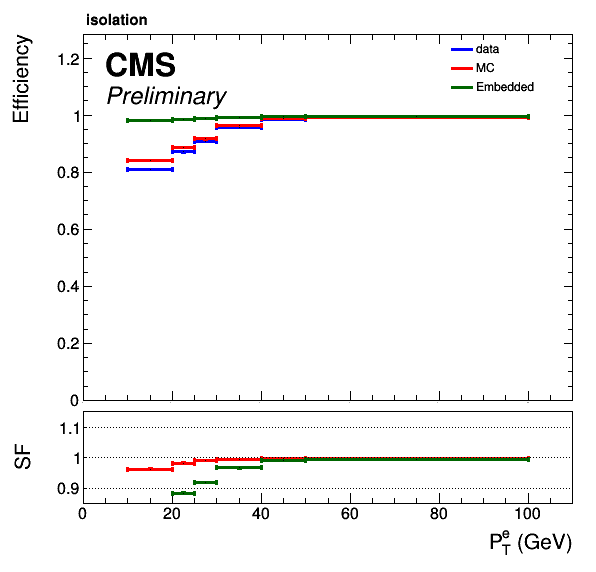 isolation
CMS
Preliminary
data
MC
Embedded
Efficiency
1.2
1
0.8
0.6
0.4
0.2
0
SF
1.1
1
0.9
0 20 40 60 80 100
P_T^e (GeV)